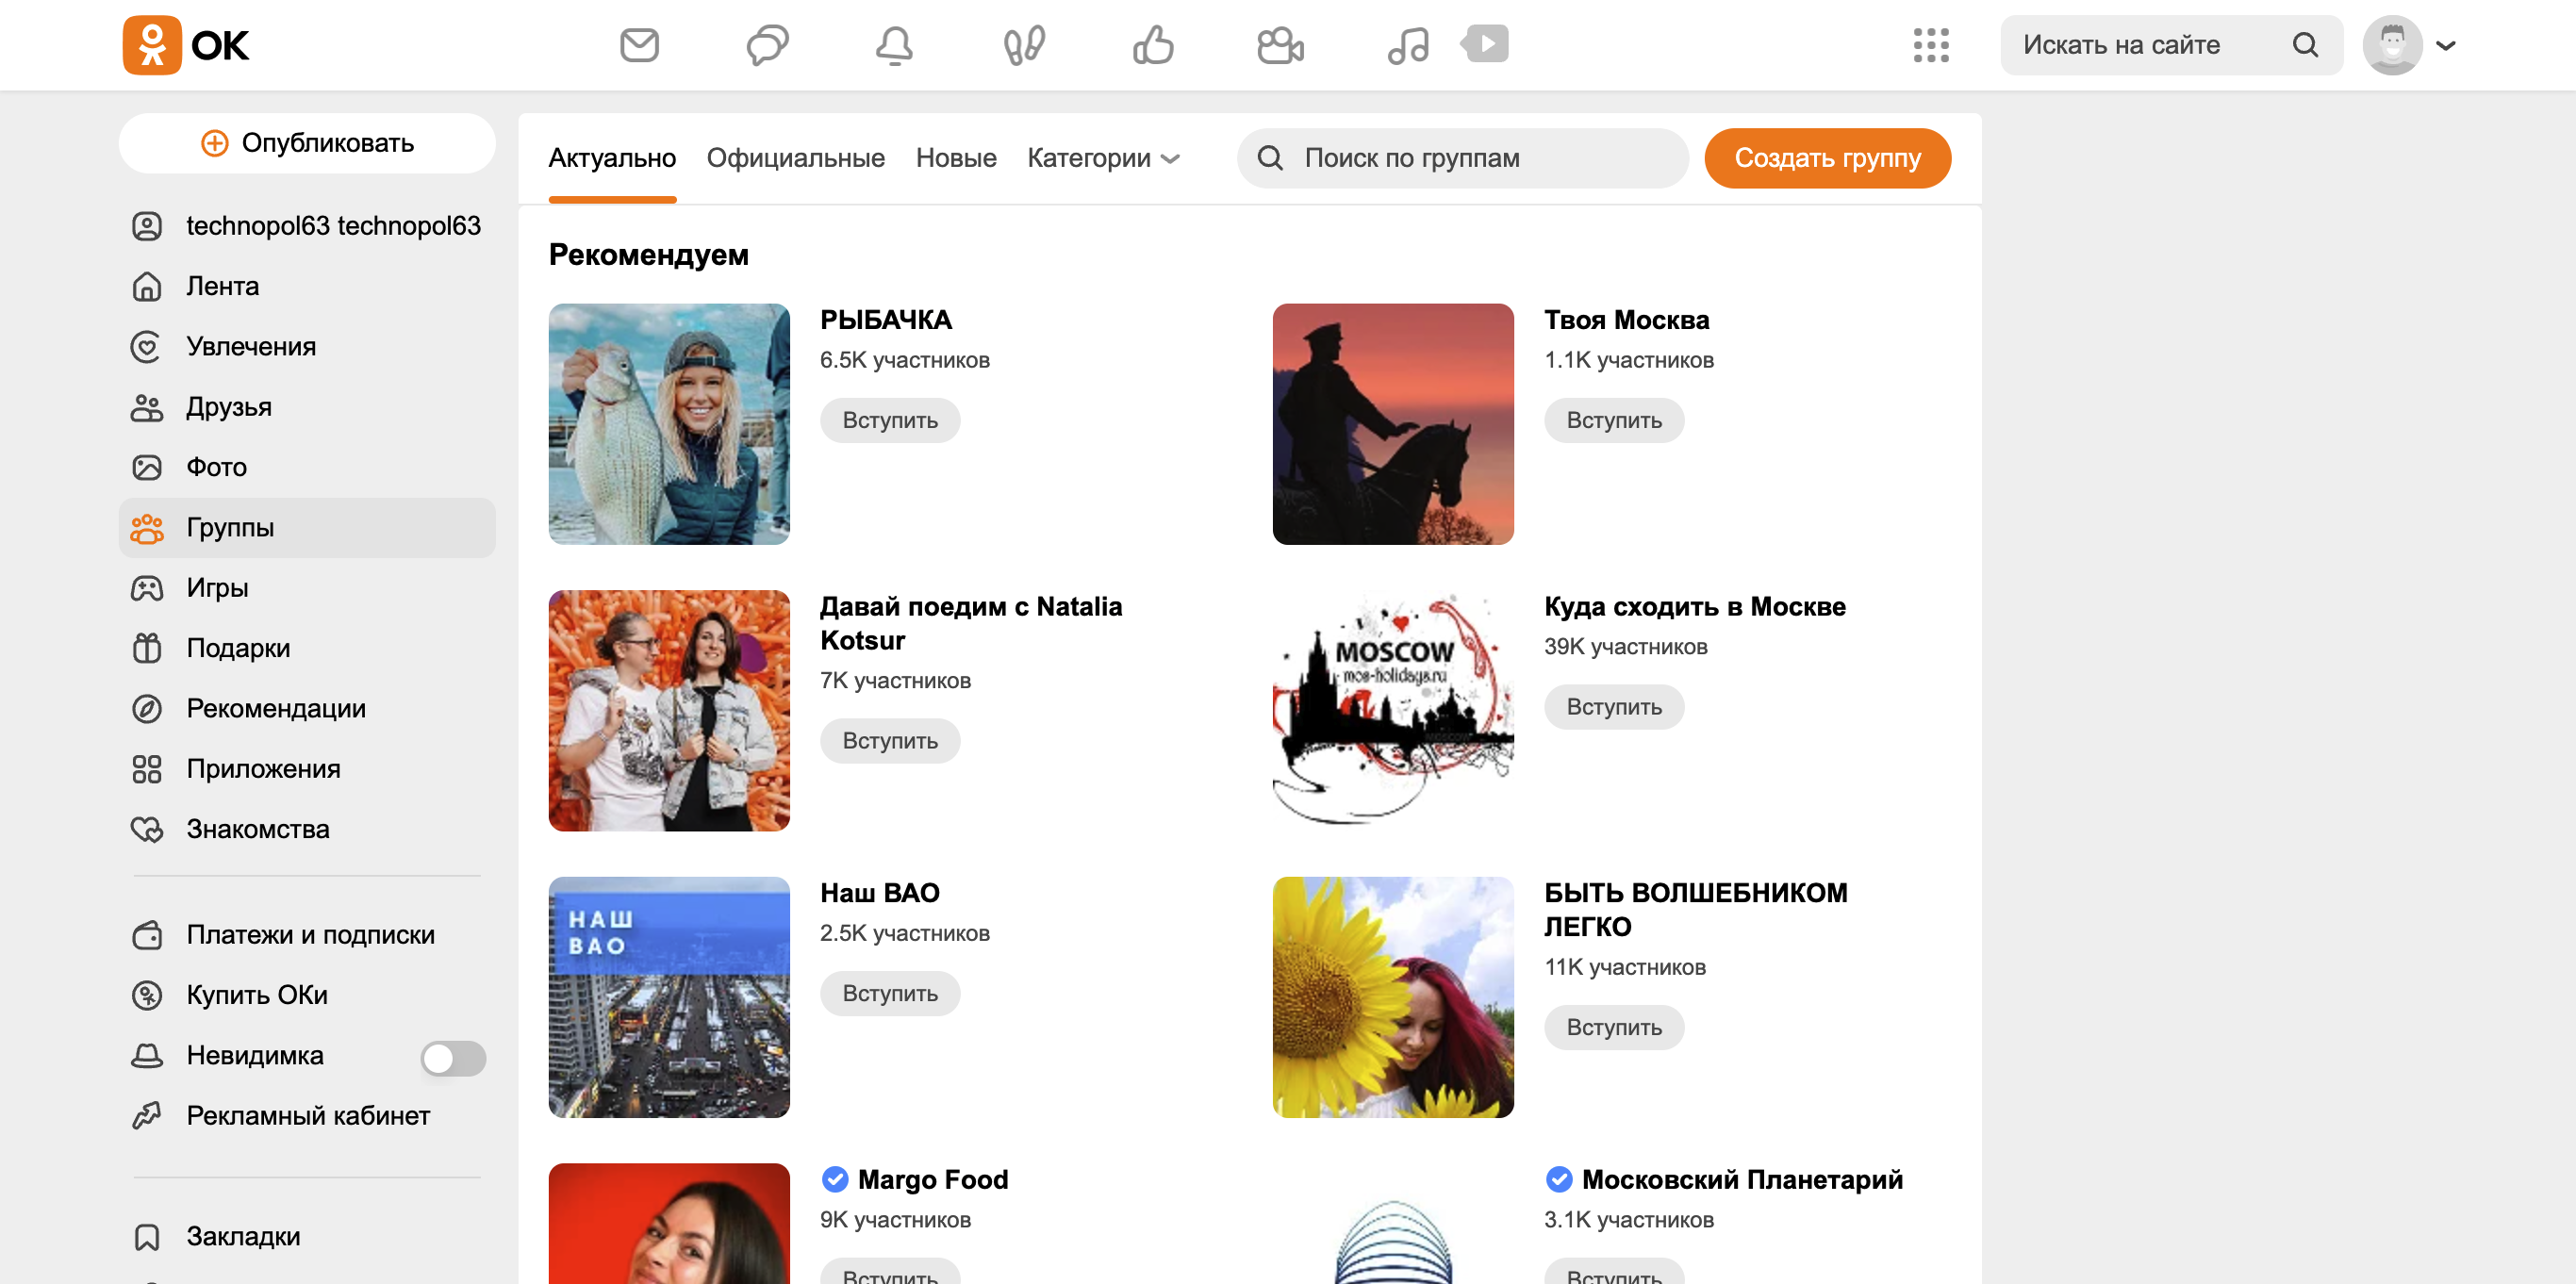 ОК
Искать на сайте
Опубликовать
technopol63 technopol63
Лента
Увлечения
Друзья
Фото
Группы
Игры
Подарки
Рекомендации
Приложения
Знакомства
Платежи и подписки
Купить ОКи
Невидимка
Рекламный кабинет
Закладки
Актуально Официальные Новые Категории Поиск по группам Создать группу
Рекомендуем
РЫБАЧКА
6.5K участников
Вступить
Твоя Москва
1.1K участников
Вступить
Давай поедим с Natalia
Kotsur
7K участников
Вступить
MOSCOW
mos-holidays.ru
Куда сходить в Москве
39K участников
Вступить
НАШ
ВАО
Наш ВАО
2.5K участников
Вступить
БЫТЬ ВОЛШЕБНИКОМ
ЛЕГКО
11K участников
Вступить
Margo Food
9K участников
Вступить
Московский Планетарий
3.1K участников
Вступить